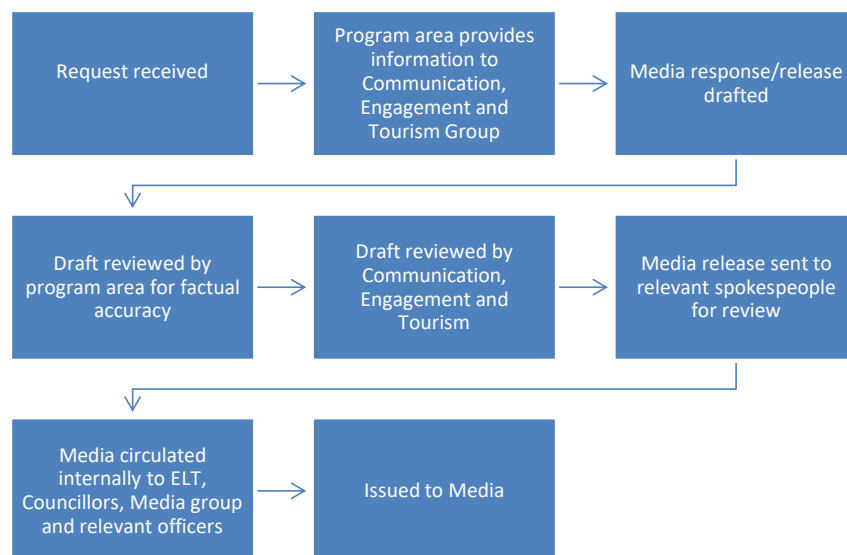 Request received
Program area provides
information to
Communication,
Engagement and
Tourism Group
Media response/release
drafted
Draft reviewed by
program area for factual
accuracy
Draft reviewed by
Communication,
Engagement and
Tourism
Media release sent to
relevant spokespeople
for review
Media circulated
internally to ELT,
Councillors, Media group
and relevant officers
Issued to Media